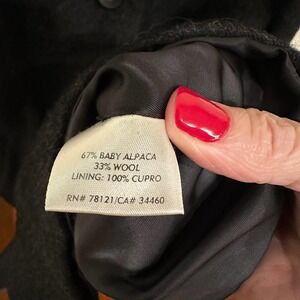 67% BABY ALPACA
33% WOOL
LINING: 100% CUPRO
RN# 78121/CA# 34460